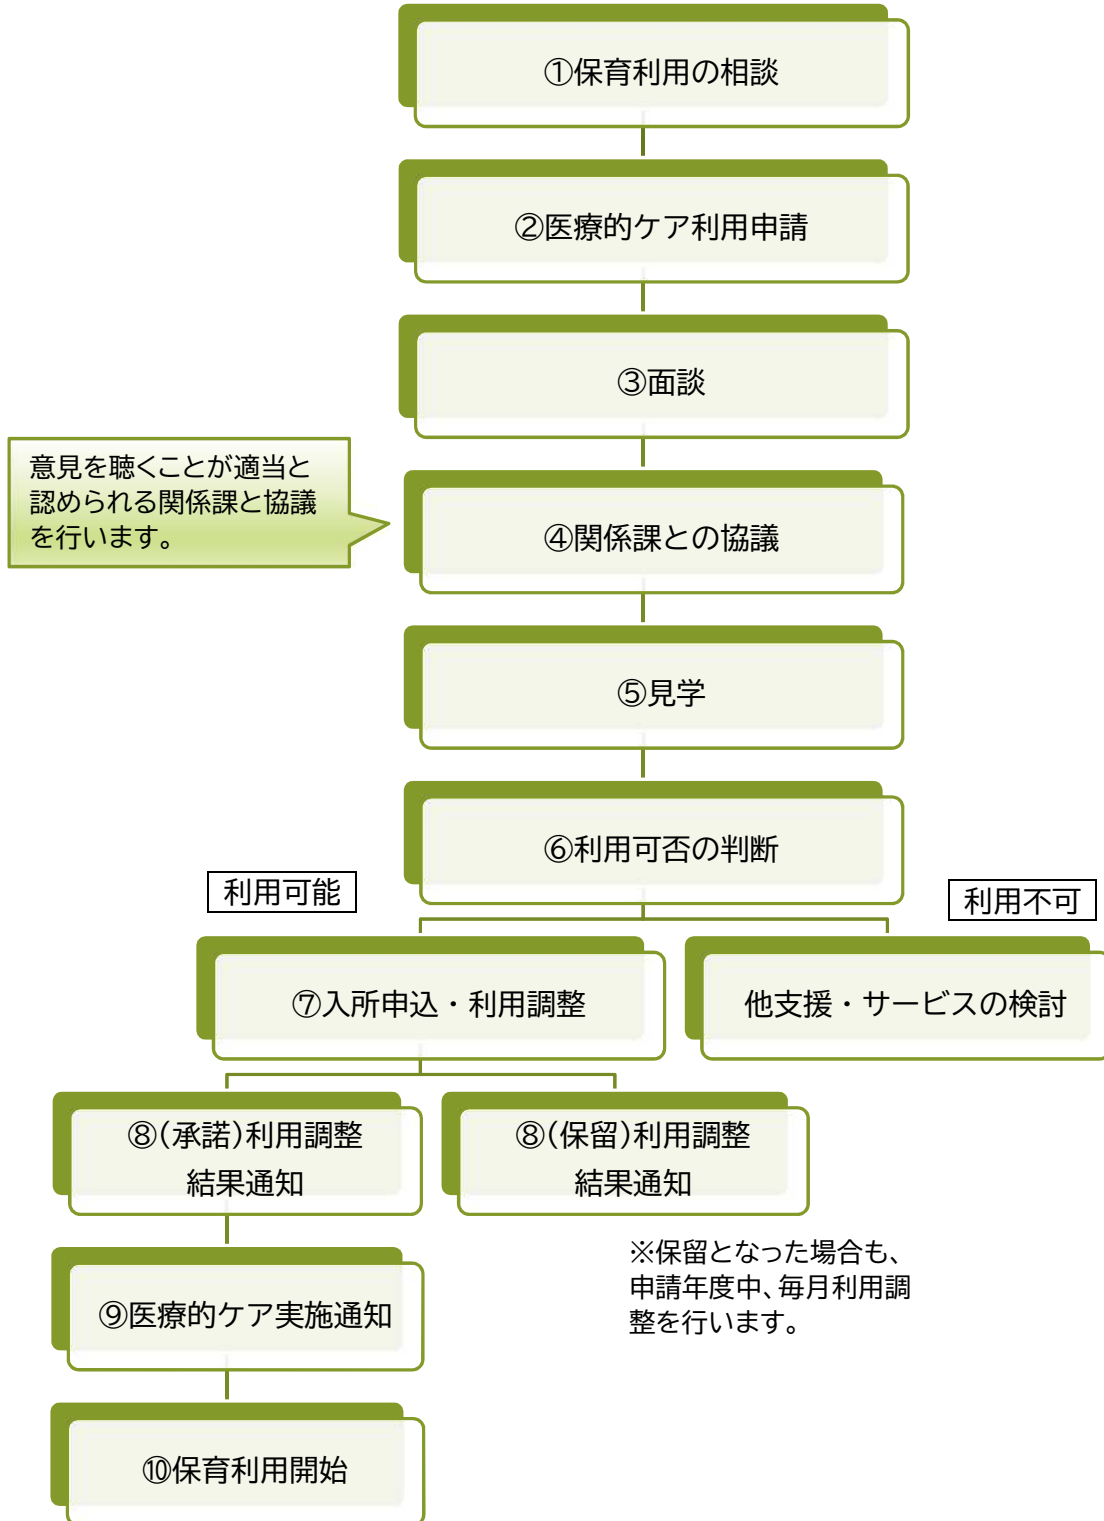 ①保育利用の相談
②医療的ケア利用申請
③面談
意見を聴くことが適当と
認められる関係課と協議
を行います。
④関係課との協議
⑤見学
⑥利用可否の判断
利用可能
利用不可
⑦入所申込・利用調整
他支援・サービスの検討
⑧(承諾)利用調整
結果通知
⑧(保留)利用調整
結果通知
※保留となった場合も、
申請年度中、毎月利用調
整を行います。
⑨医療的ケア実施通知
⑩保育利用開始